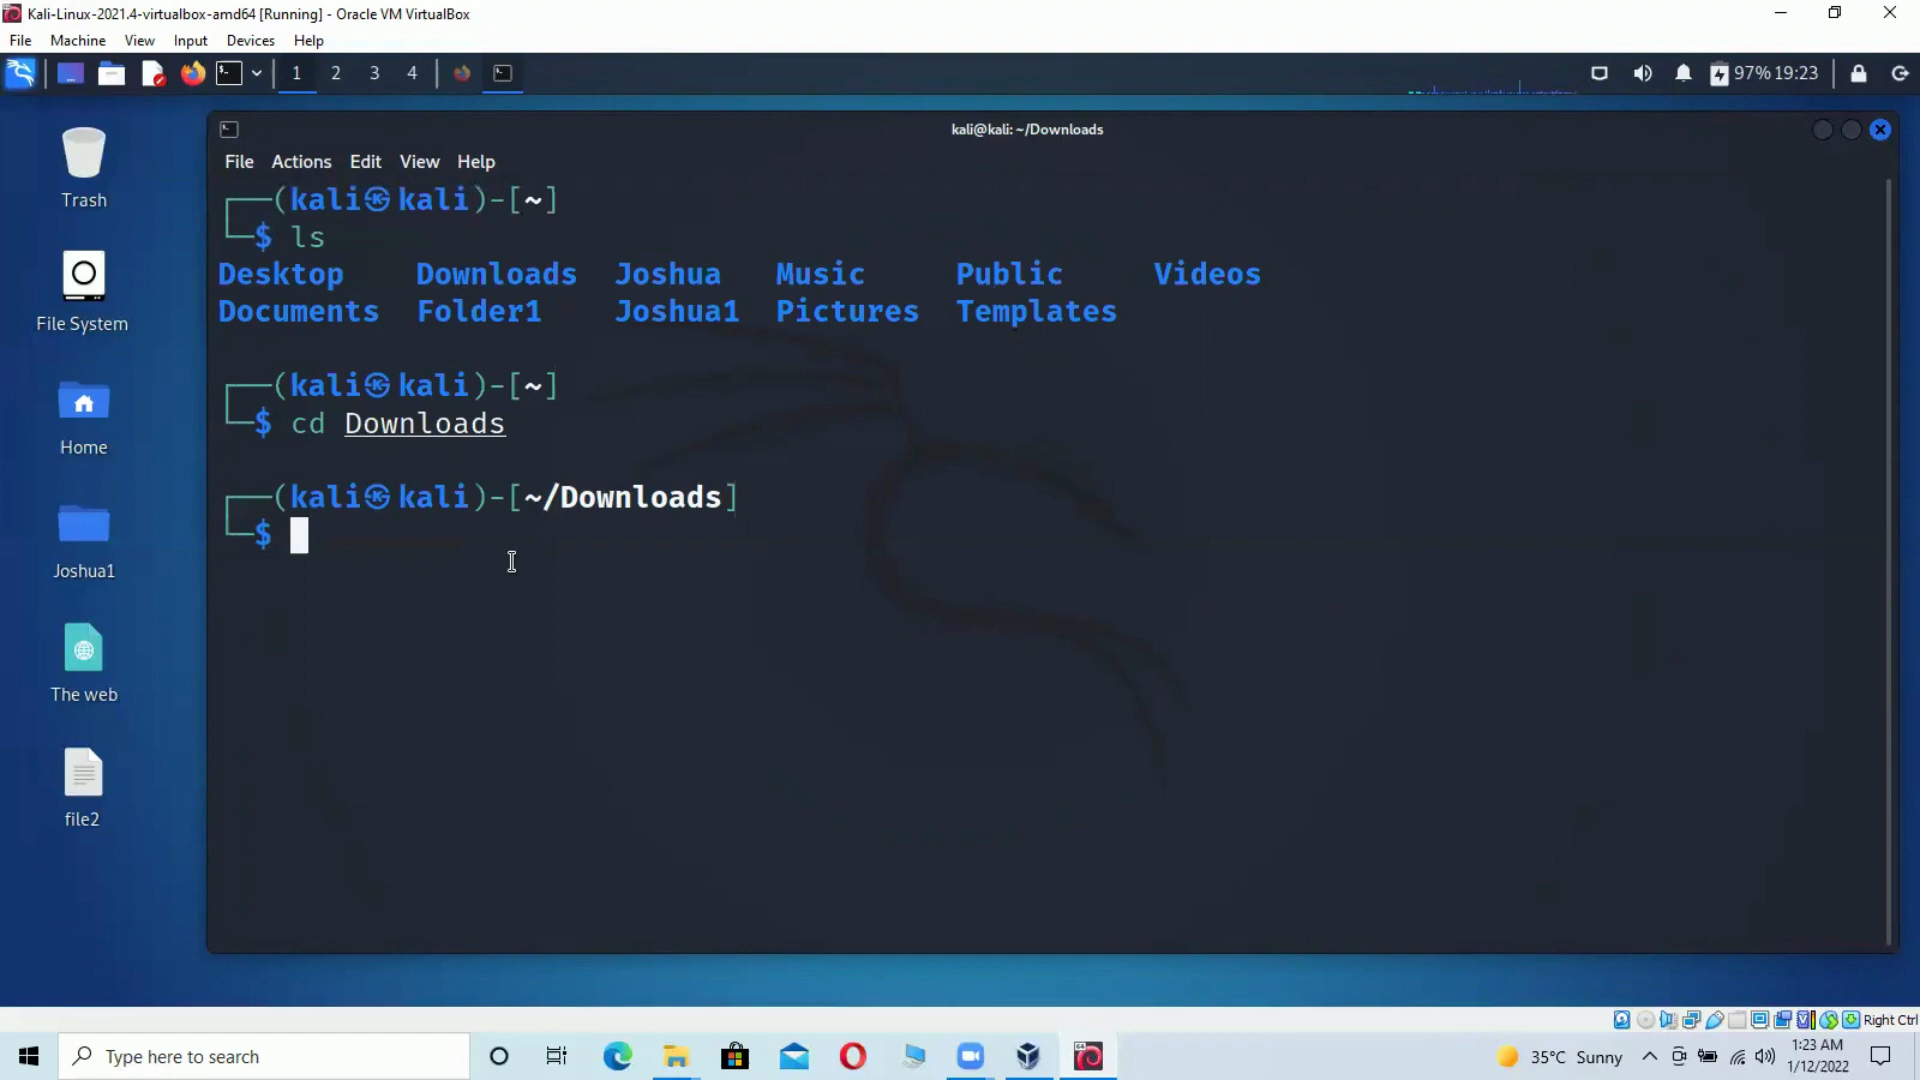 Kali-Linux-2021.4-virtualbox-amd64 [Running] - Oracle VM VirtualBox
File Machine View Input Devices Help
1 2 3 4 97% 19:23
kali@kali: ~/Downloads
File Actions Edit View Help
┌──(kali㉿kali)-[~]
└─$ ls
Desktop Downloads Joshua Music Public Videos
Documents Folder1 Joshua1 Pictures Templates
┌──(kali㉿kali)-[~]
└─$ cd Downloads
┌──(kali㉿kali)-[~/Downloads]
└─$
Trash
File System
Home
Joshua1
The web
file2
Right Ctrl
Type here to search
35°C Sunny
1:23 AM
1/12/2022